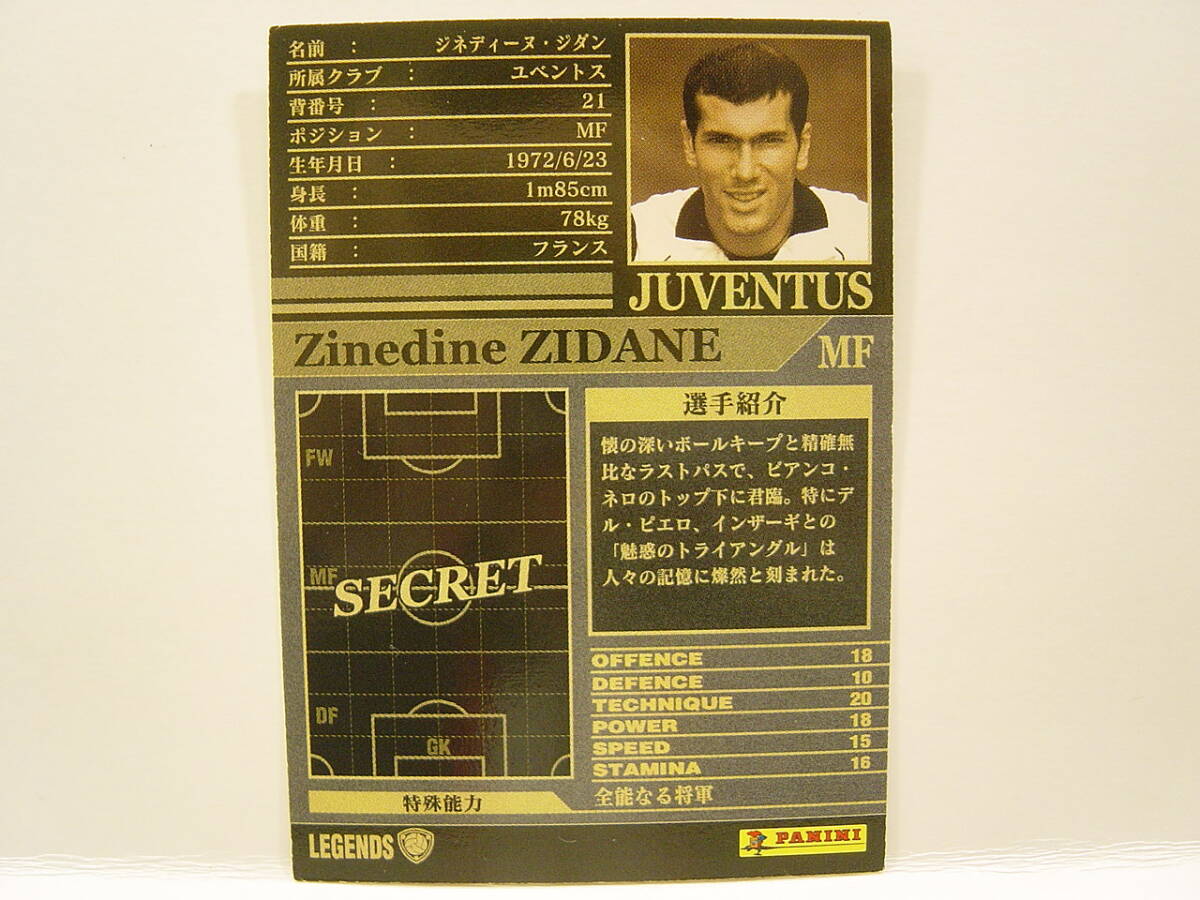 名前 : ジネディーヌ・ジダン
所属クラブ : ユベントス
背番号 : 21
ポジション : MF
生年月日 : 1972/6/23
身長 : 1m85cm
体重 : 78kg
国籍 : フランス
JUVENTUS
Zinedine ZIDANE
MF
FW
MF
SECRET
DF
GK
選手紹介
懐の深いボールキープと精確無
比なラストパスで、ビアンコ・
ネロのトップ下に君臨。特にデ
ル・ピエロ、インザーギとの
「魅惑のトライアングル」は
人々の記憶に燦然と刻まれた。
OFFENCE 18
DEFENCE 10
TECHNIQUE 20
POWER 18
SPEED 15
STAMINA 16
特殊能力
全能なる将軍
LEGENDS
PANINI